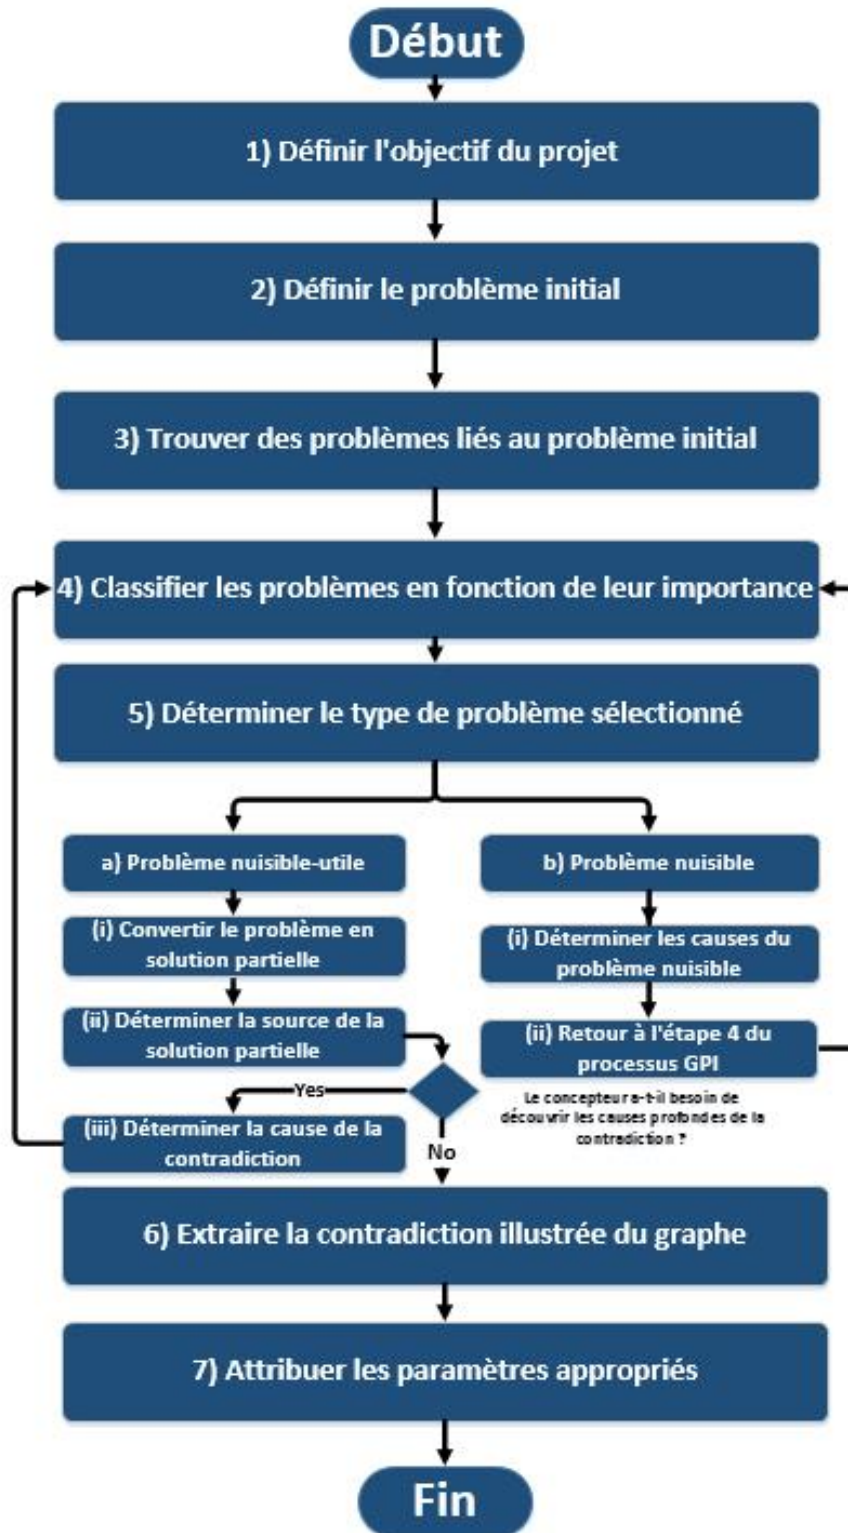 Début
1) Définir l'objectif du projet
2) Définir le problème initial
3) Trouver des problèmes liés au problème initial
4) Classifier les problèmes en fonction de leur importance
5) Déterminer le type de problème sélectionné
a) Problème nuisible-utile
(i) Convertir le problème en
solution partielle
(ii) Déterminer la source de la
solution partielle
Yes
(iii) Déterminer la cause de la
contradiction
b) Problème nuisible
(i) Déterminer les causes du
problème nuisible
(ii) Retour à l'étape 4 du
processus GPI
Le concepteur a-t-il besoin de
découvrir les causes profondes de la
contradiction ?
No
6) Extraire la contradiction illustrée du graphe
7) Attribuer les paramètres appropriés
Fin